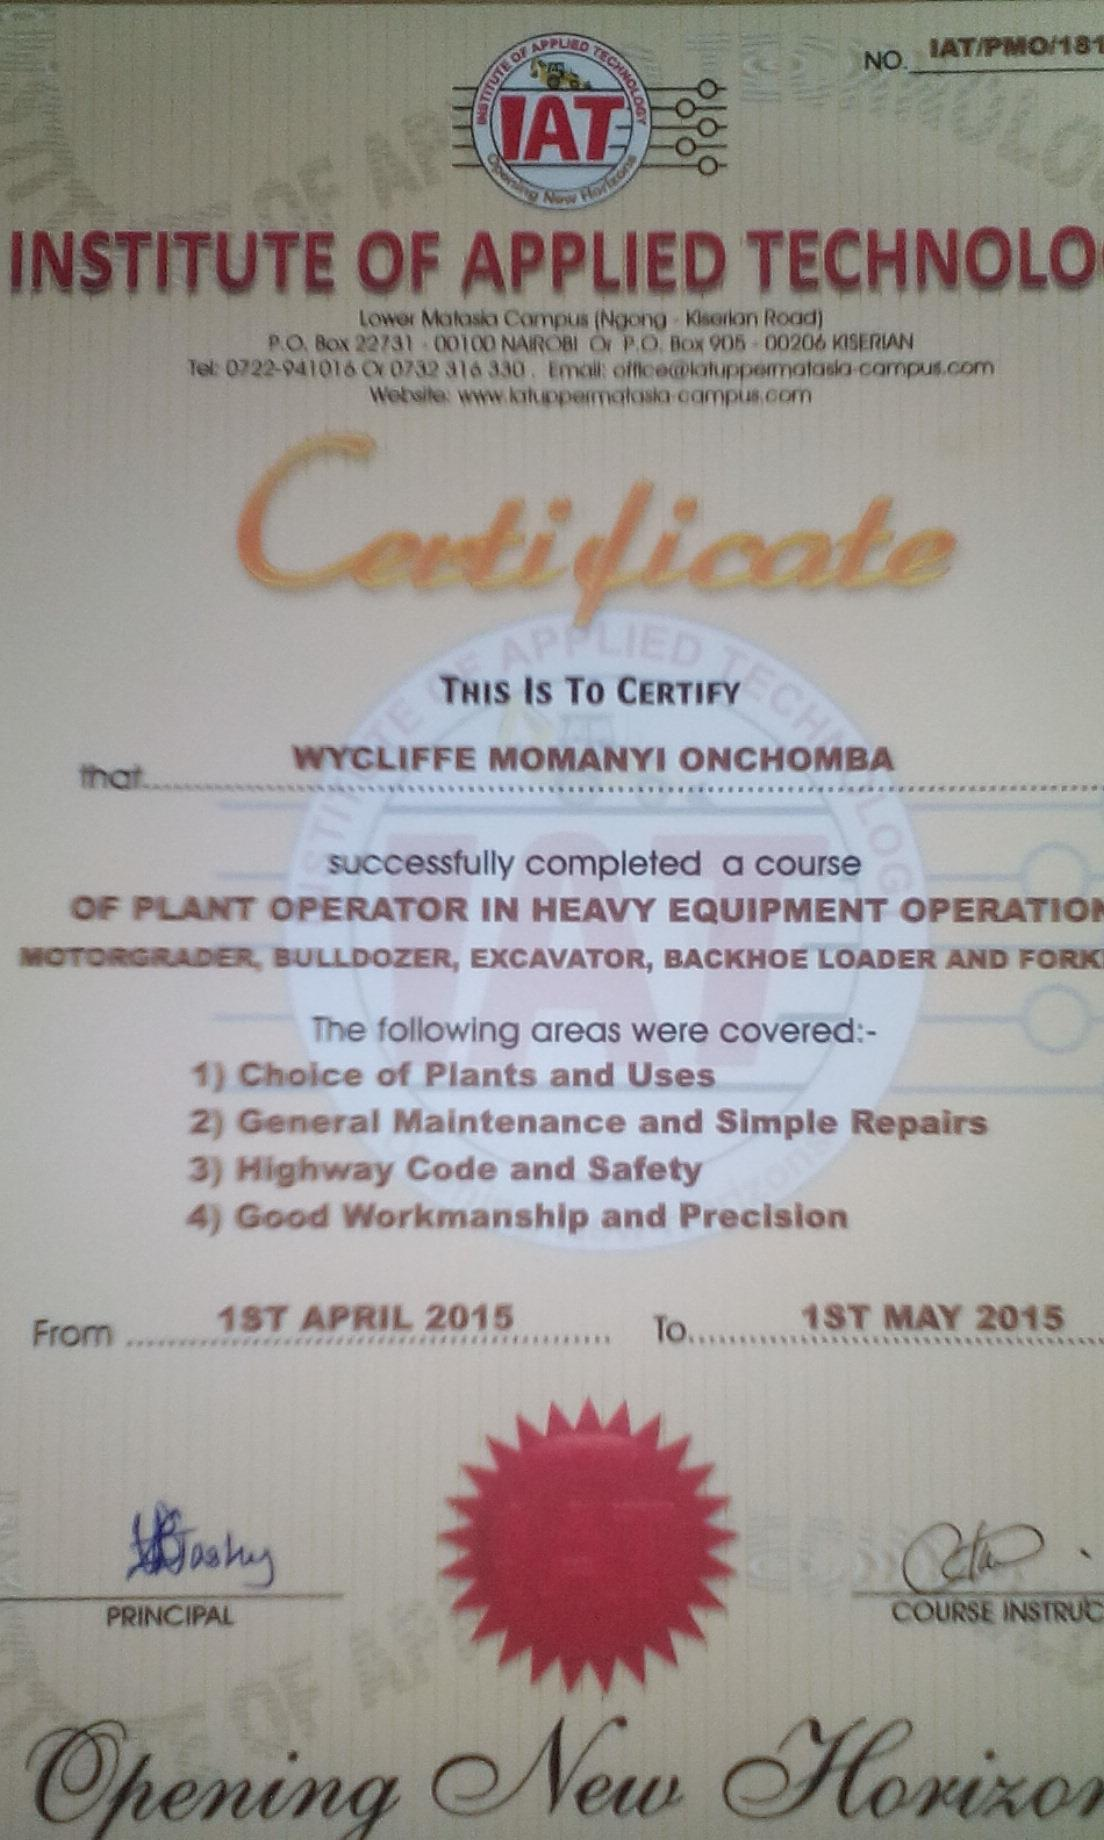 INSTITUTE OF APPLIED TECHNOLOGY
IAT
Opening New Horizons
NO. IAT/PMO/181
INSTITUTE OF APPLIED TECHNOLO
Lower Matasia Campus (Ngong - Kiserian Road)
P.O. Box 22731 - 00100 NAIROBI Or P.O. Box 905 - 00206 KISERIAN
Tel: 0722-941016 Or 0732 316 330 . Email: office@iatuppermatasia-campus.com
Website: www.iatuppermatasia-campus.com
Certificate
THIS IS TO CERTIFY
that WYCLIFFE MOMANYI ONCHOMBA
successfully completed a course
OF PLANT OPERATOR IN HEAVY EQUIPMENT OPERATION
MOTORGRADER, BULLDOZER, EXCAVATOR, BACKHOE LOADER AND FORK
The following areas were covered:-
1) Choice of Plants and Uses
2) General Maintenance and Simple Repairs
3) Highway Code and Safety
4) Good Workmanship and Precision
From 1ST APRIL 2015 To 1ST MAY 2015
PRINCIPAL
COURSE INSTRUC
Opening New Horizon